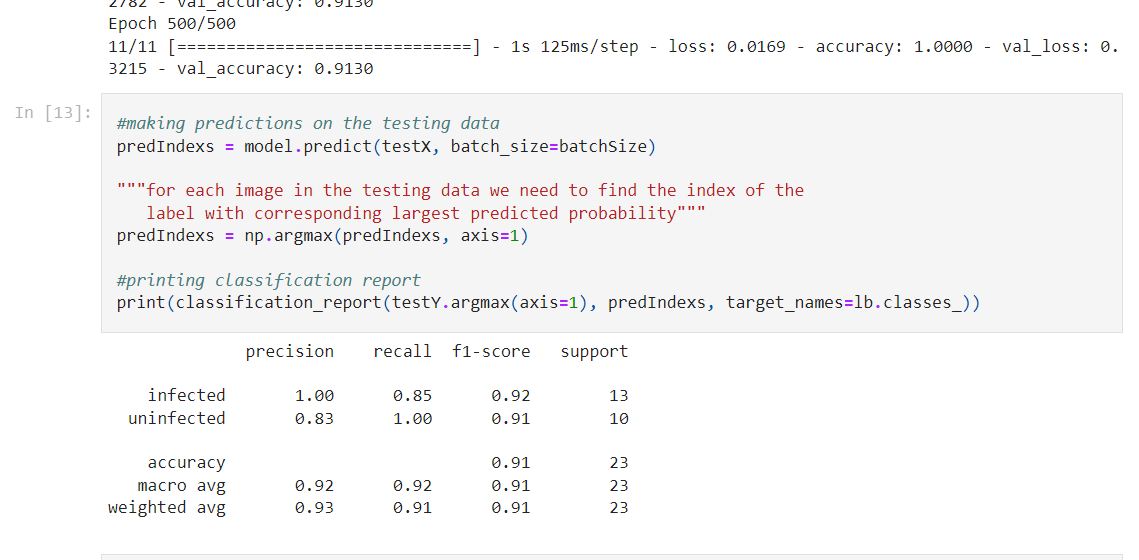 2782 - val_accuracy: 0.9130
Epoch 500/500
11/11 [==============================] - 1s 125ms/step - loss: 0.0169 - accuracy: 1.0000 - val_loss: 0.
3215 - val_accuracy: 0.9130
In [13]:
#making predictions on the testing data
predIndexs = model.predict(testX, batch_size=batchSize)
"""for each image in the testing data we need to find the index of the
label with corresponding largest predicted probability"""
predIndexs = np.argmax(predIndexs, axis=1)
#printing classification report
print(classification_report(testY.argmax(axis=1), predIndexs, target_names=lb.classes_))
precision recall f1-score support
infected 1.00 0.85 0.92 13
uninfected 0.83 1.00 0.91 10
accuracy 0.91 23
macro avg 0.92 0.92 0.91 23
weighted avg 0.93 0.91 0.91 23